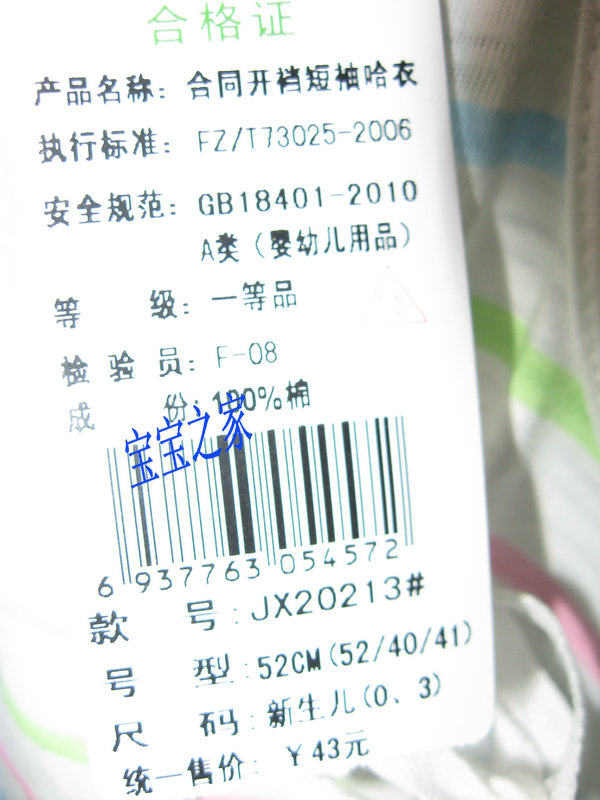 合格证
产品名称：合同开裆短袖哈衣
执行标准：FZ/T73025-2006
安全规范：GB18401-2010
A类（婴幼儿用品）
等 级：一等品
检 验 员：F-08
成 份：100%棉
宝宝之家
6 937763 054572
款 号：JX20213#
号 型：52CM(52/40/41)
尺 码：新生儿(0、3)
统一售价：￥43元